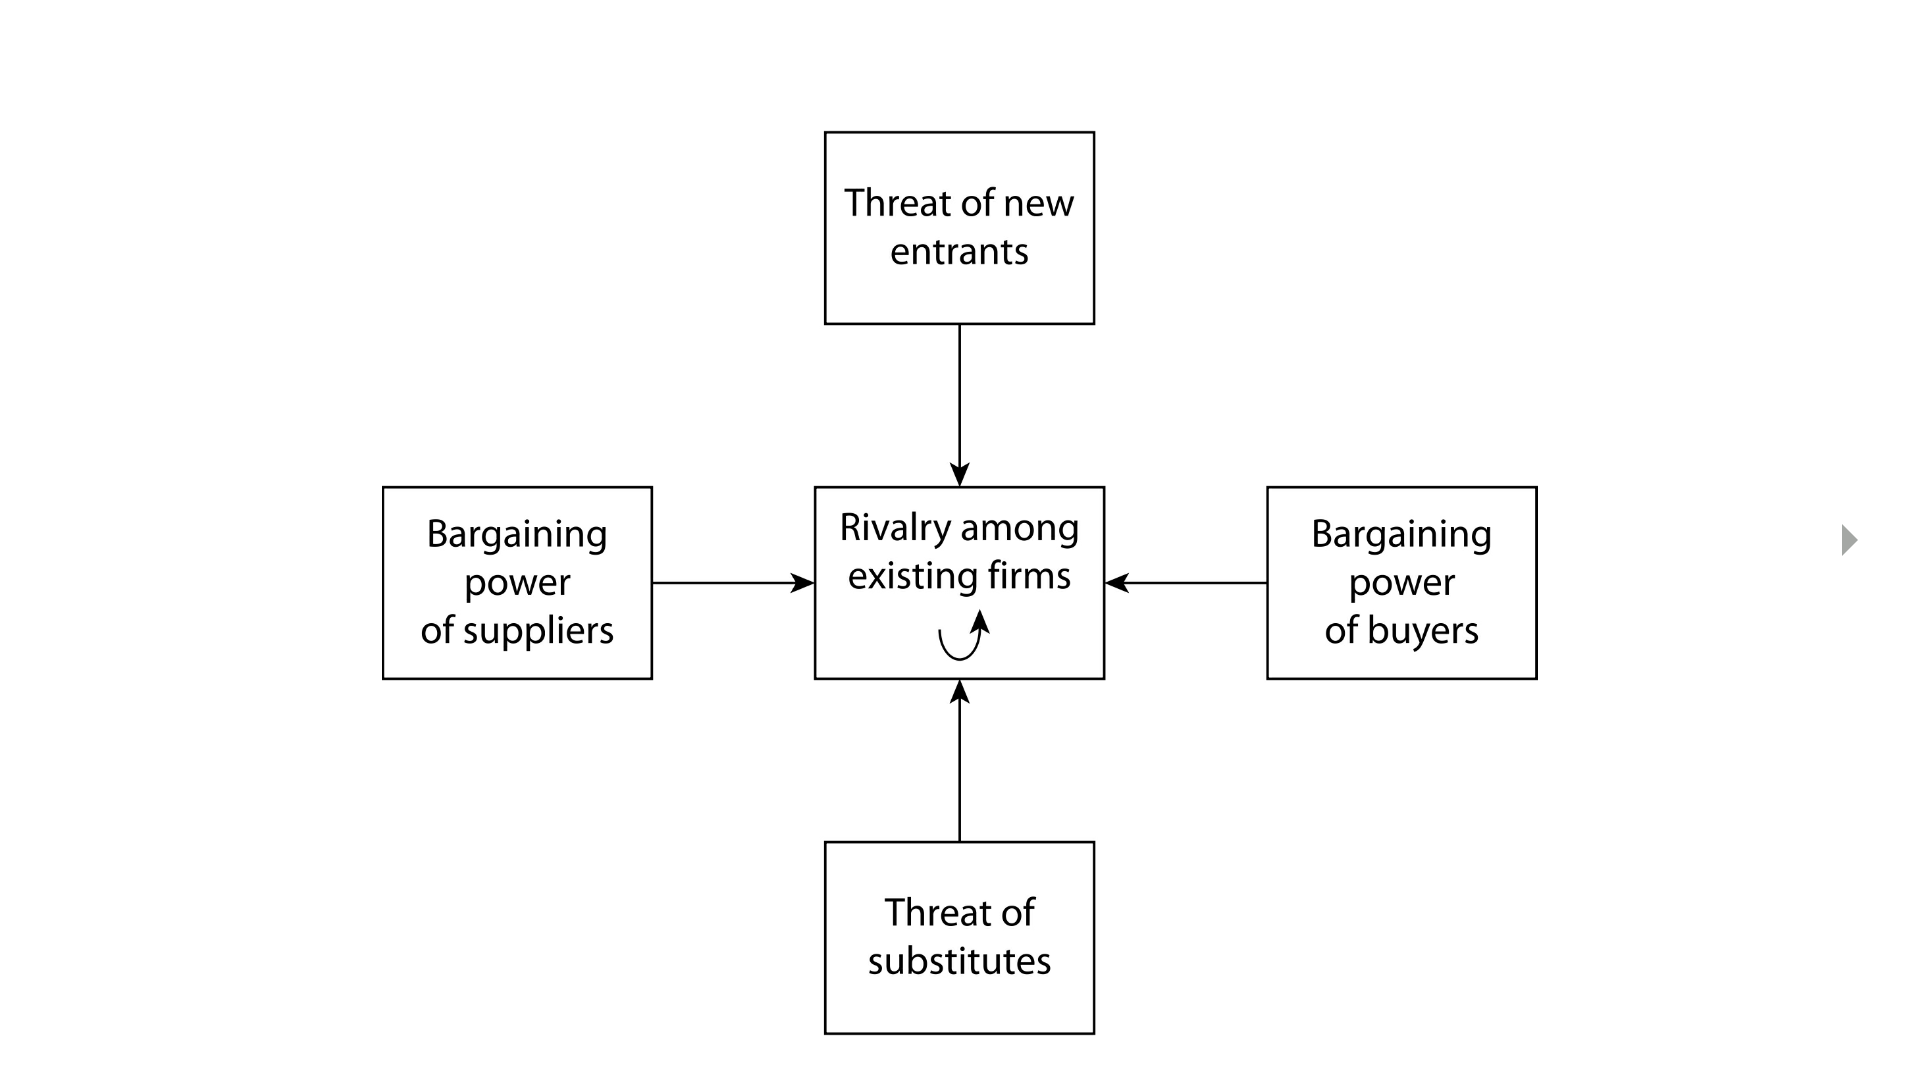 Threat of new
entrants
Bargaining
power
of suppliers
Rivalry among
existing firms
Bargaining
power
of buyers
Threat of
substitutes